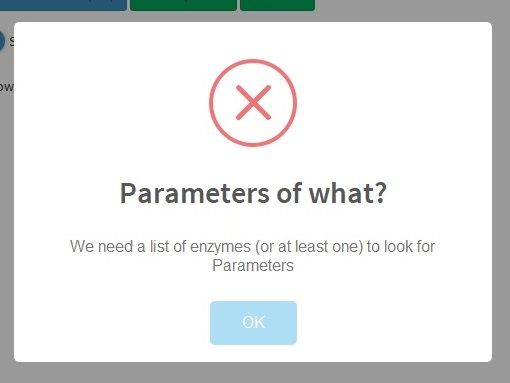 Parameters of what?
We need a list of enzymes (or at least one) to look for
Parameters
OK